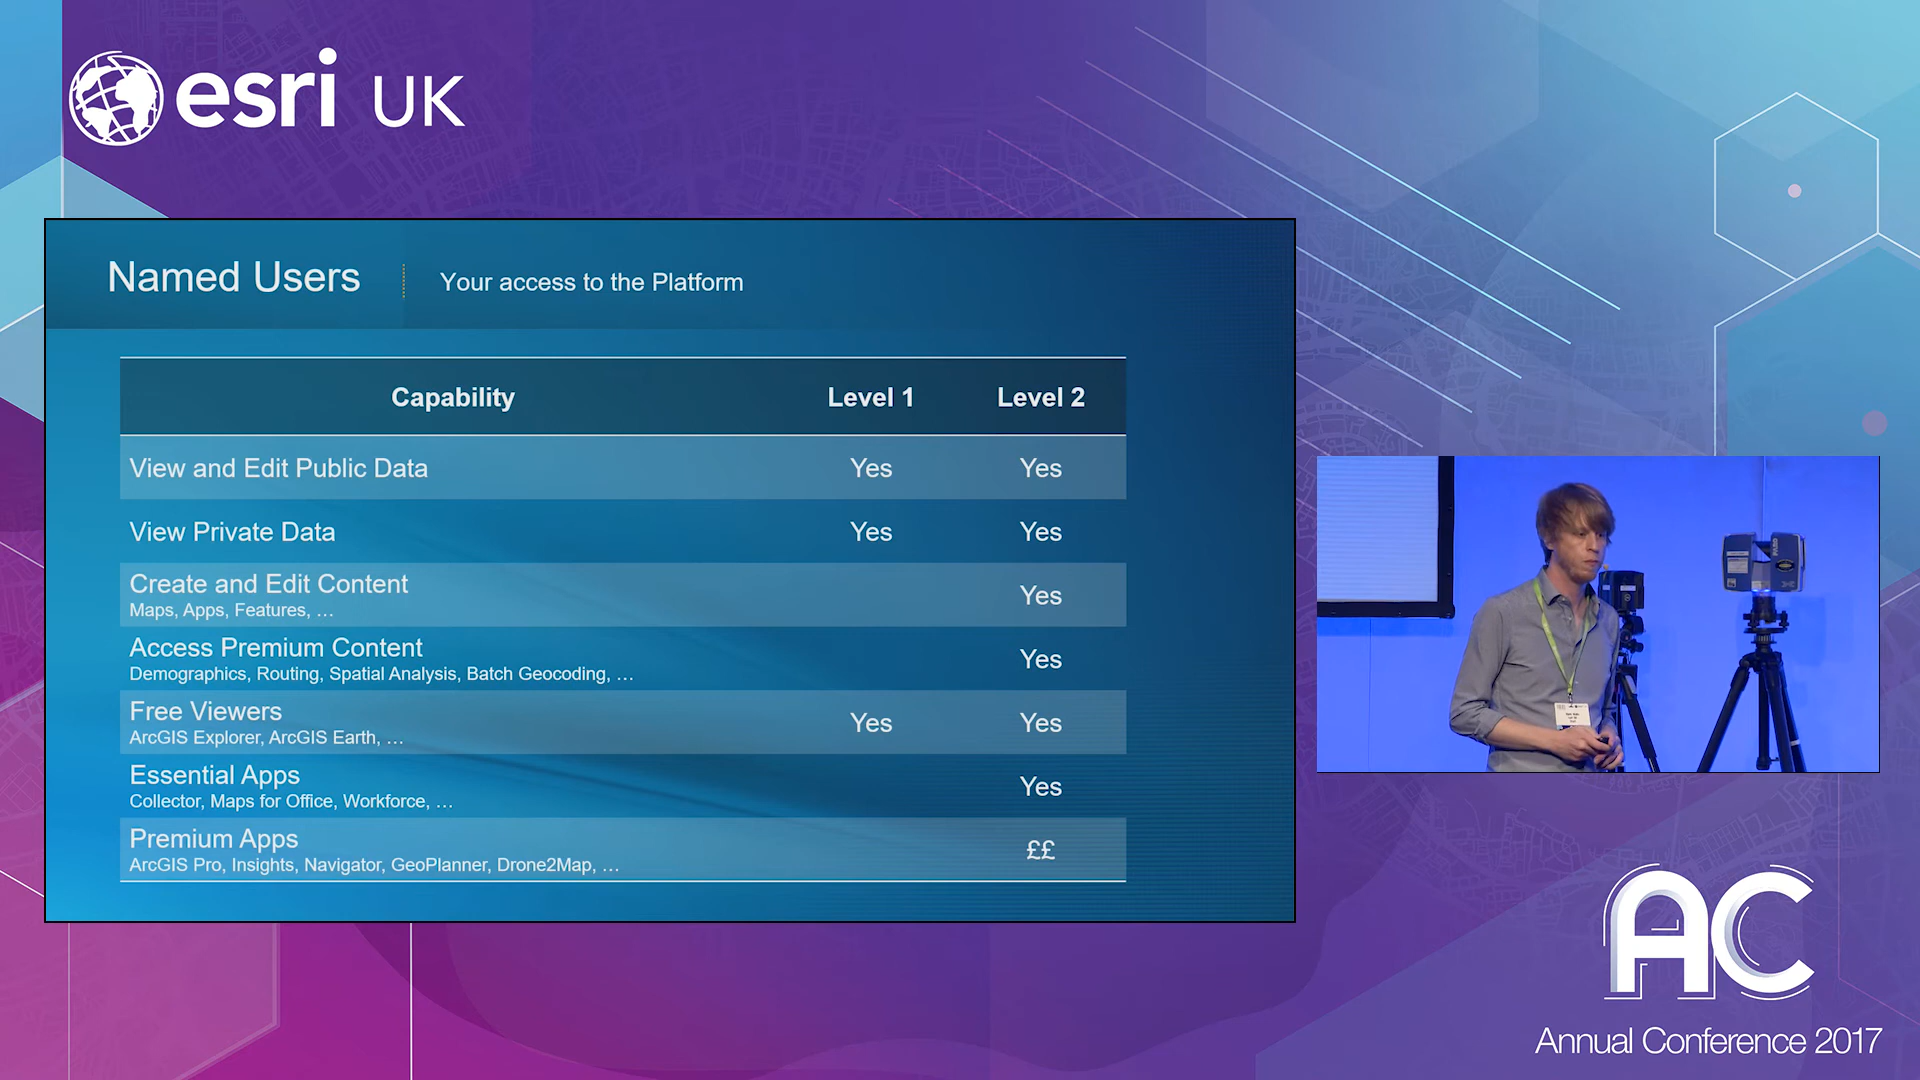 esri UK
Named Users
Your access to the Platform
Capability Level 1 Level 2
View and Edit Public Data Yes Yes
View Private Data Yes Yes
Create and Edit Content Yes
Maps, Apps, Features, …
Access Premium Content Yes
Demographics, Routing, Spatial Analysis, Batch Geocoding, …
Free Viewers Yes Yes
ArcGIS Explorer, ArcGIS Earth, …
Essential Apps Yes
Collector, Maps for Office, Workforce, …
Premium Apps ££
ArcGIS Pro, Insights, Navigator, GeoPlanner, Drone2Map, …
AC
Annual Conference 2017